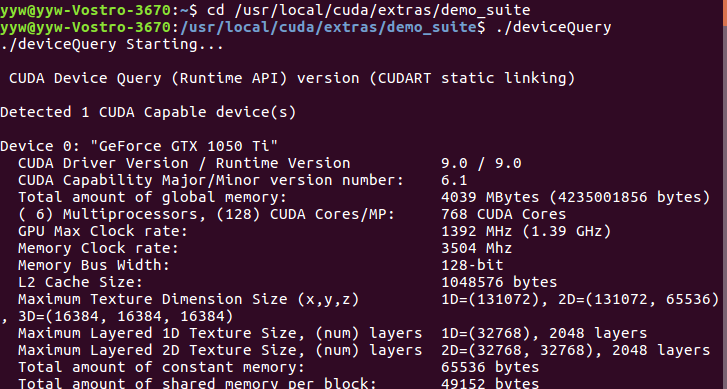 yyw@yyw-Vostro-3670:~$ cd /usr/local/cuda/extras/demo_suite
yyw@yyw-Vostro-3670:/usr/local/cuda/extras/demo_suite$ ./deviceQuery
./deviceQuery Starting...
CUDA Device Query (Runtime API) version (CUDART static linking)
Detected 1 CUDA Capable device(s)
Device 0: "GeForce GTX 1050 Ti"
CUDA Driver Version / Runtime Version 9.0 / 9.0
CUDA Capability Major/Minor version number: 6.1
Total amount of global memory: 4039 MBytes (4235001856 bytes)
( 6) Multiprocessors, (128) CUDA Cores/MP: 768 CUDA Cores
GPU Max Clock rate: 1392 MHz (1.39 GHz)
Memory Clock rate: 3504 Mhz
Memory Bus Width: 128-bit
L2 Cache Size: 1048576 bytes
Maximum Texture Dimension Size (x,y,z) 1D=(131072), 2D=(131072, 65536)
, 3D=(16384, 16384, 16384)
Maximum Layered 1D Texture Size, (num) layers 1D=(32768), 2048 layers
Maximum Layered 2D Texture Size, (num) layers 2D=(32768, 32768), 2048 layers
Total amount of constant memory: 65536 bytes
Total amount of shared memory per block: 49152 bytes